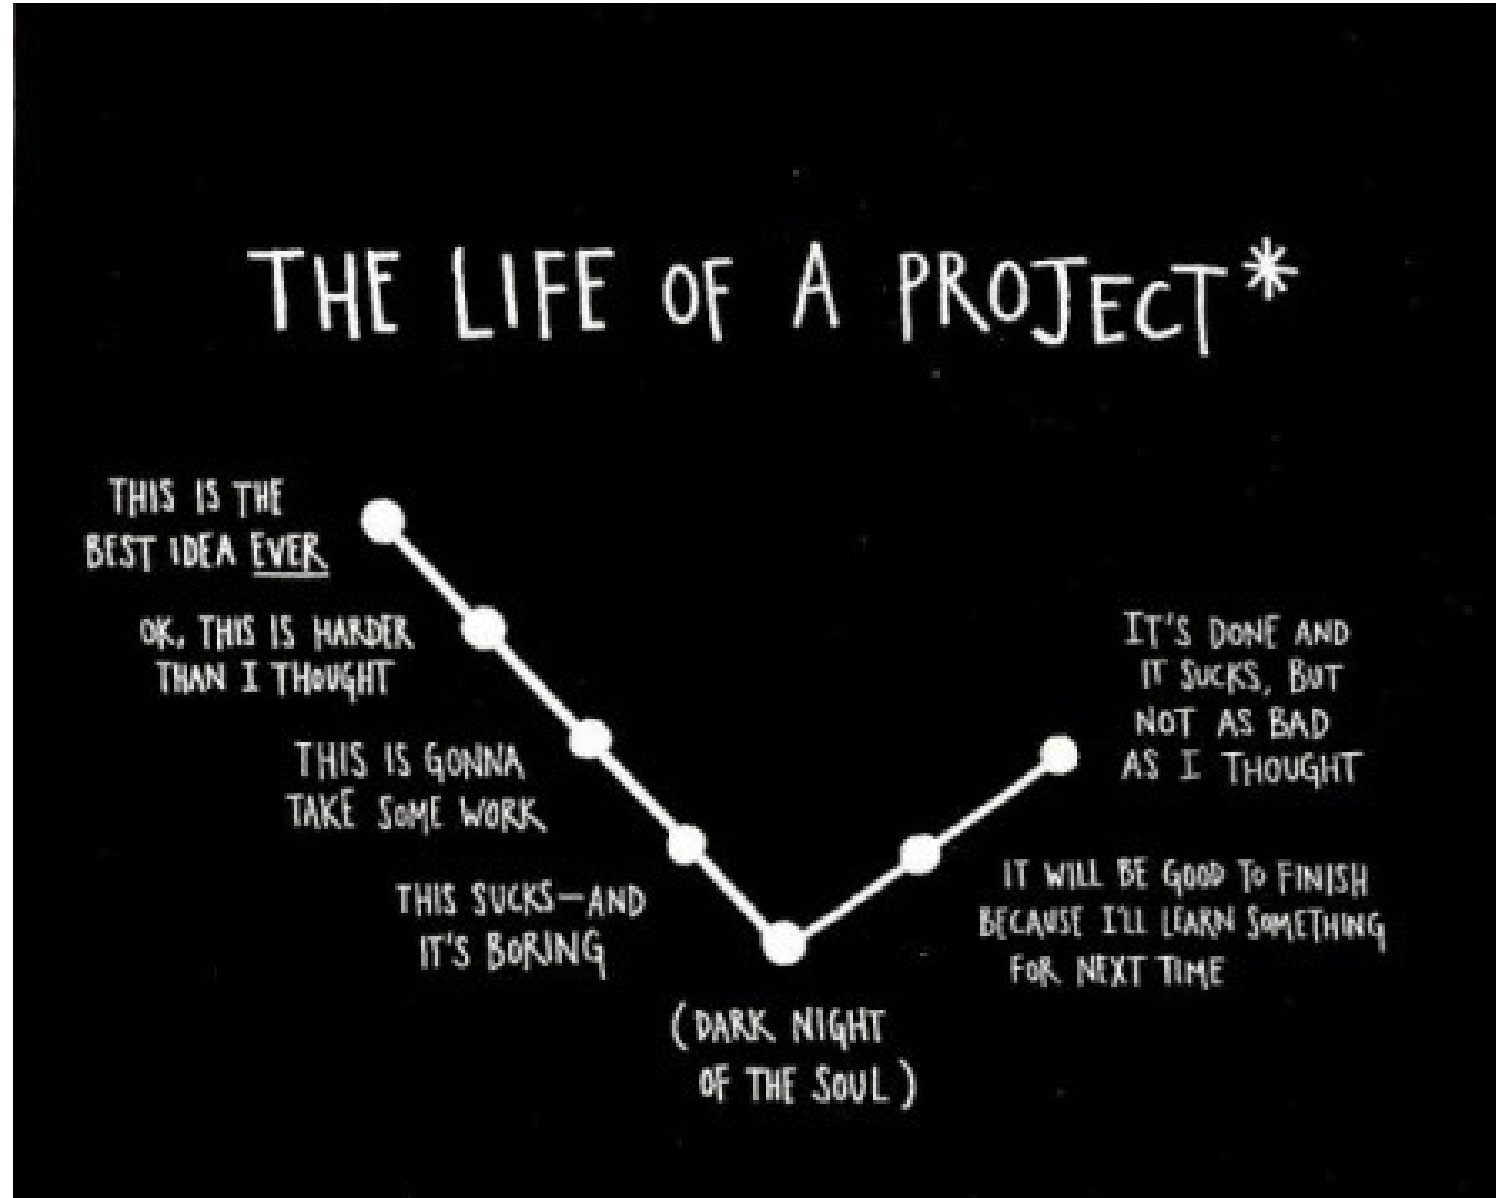 THE LIFE OF A PROJECT*
THIS IS THE
BEST IDEA EVER
OK, THIS IS HARDER
THAN I THOUGHT
THIS IS GONNA
TAKE SOME WORK
THIS SUCKS—AND
IT'S BORING
(DARK NIGHT
OF THE SOUL)
IT WILL BE GOOD TO FINISH
BECAUSE I'LL LEARN SOMETHING
FOR NEXT TIME
IT'S DONE AND
IT SUCKS, BUT
NOT AS BAD
AS I THOUGHT